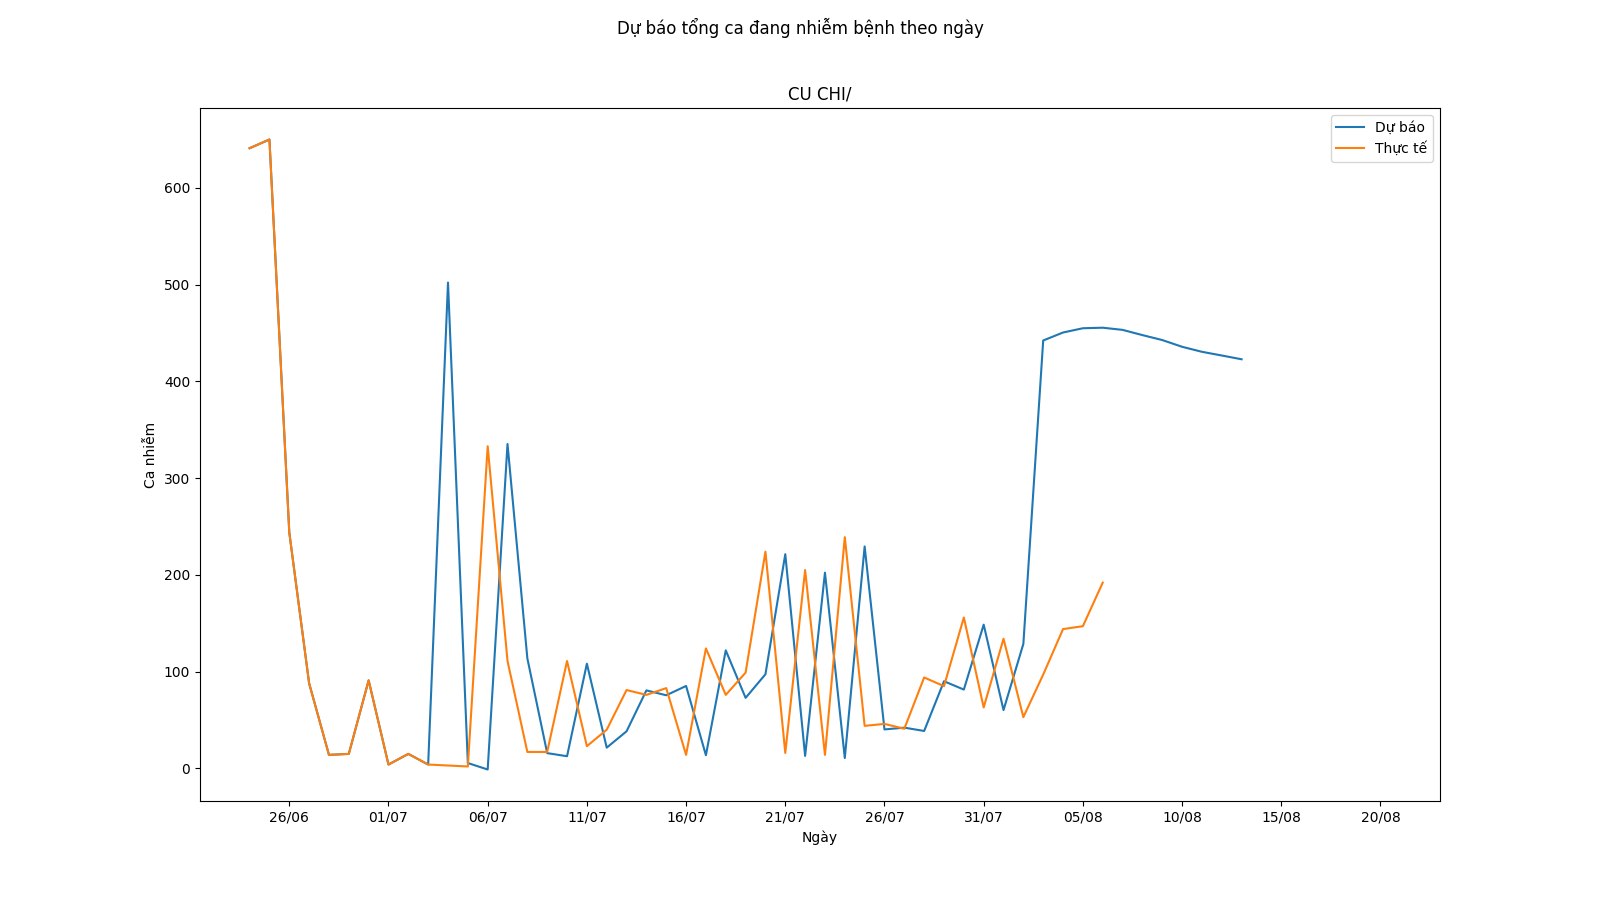 Dự báo tổng ca đang nhiễm bệnh theo ngày
CU CHI/
Dự báo
Thực tế
600
500
400
300
200
100
0
Ca nhiễm
26/06 01/07 06/07 11/07 16/07 21/07 26/07 31/07 05/08 10/08 15/08 20/08
Ngày